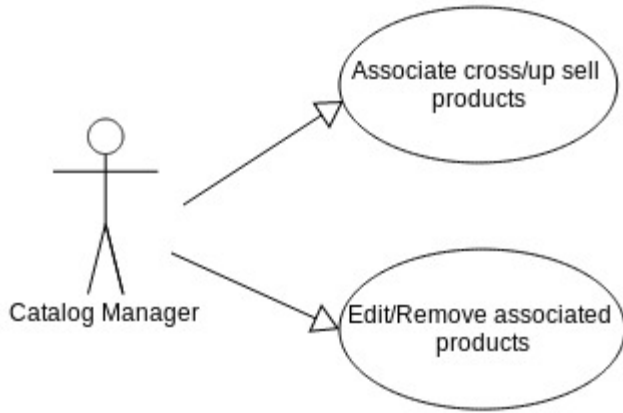 Associate cross/up sell
products
Catalog Manager
Edit/Remove associated
products